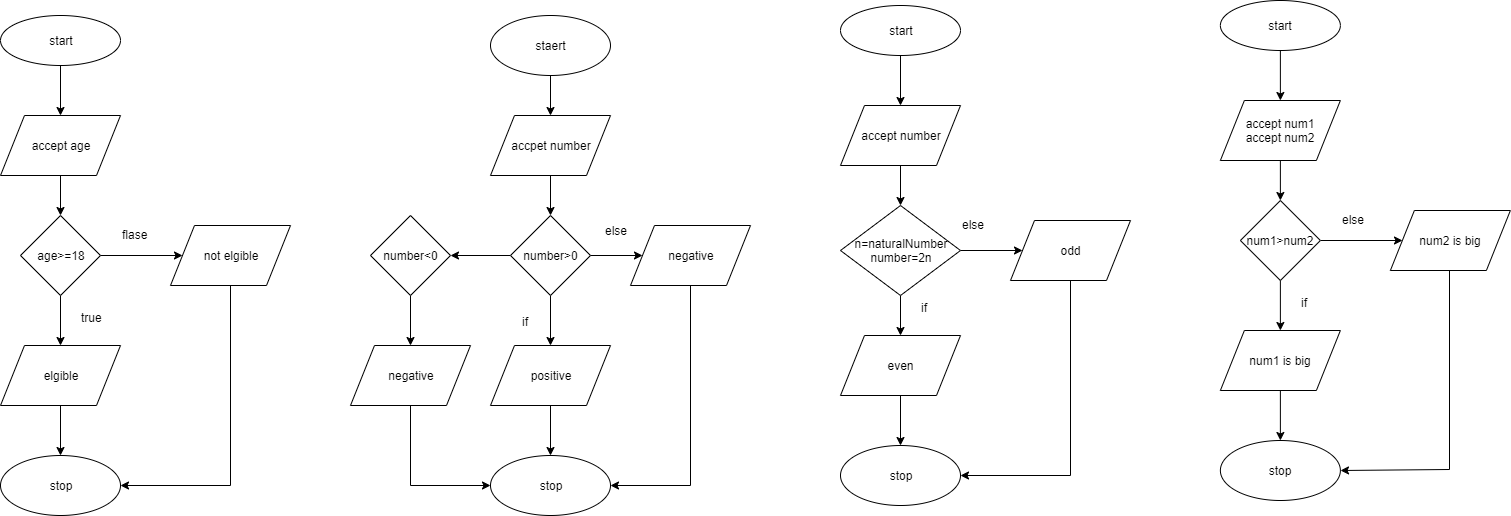 start
accept age
age>=18
flase
not elgible
true
elgible
stop
staert
accpet number
number<0
number>0
else
negative
if
negative
positive
stop
start
accept number
n=naturalNumber
number=2n
else
odd
if
even
stop
start
accept num1
accept num2
num1>num2
else
num2 is big
if
num1 is big
stop